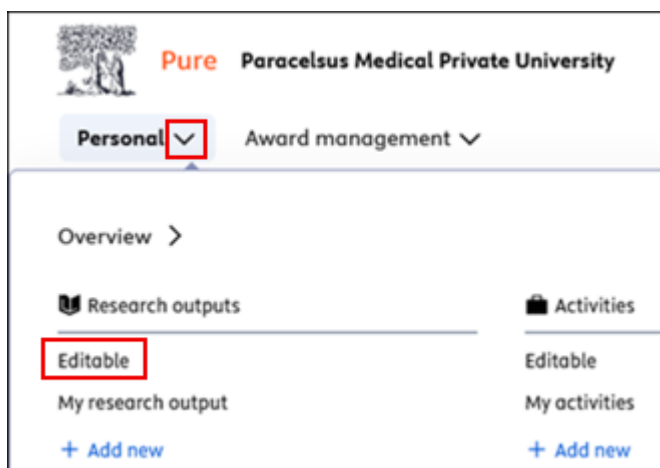 Pure Paracelsus Medical Private University
Personal Award management
Overview
Research outputs Activities
Editable Editable
My research output My activities
+ Add new + Add new